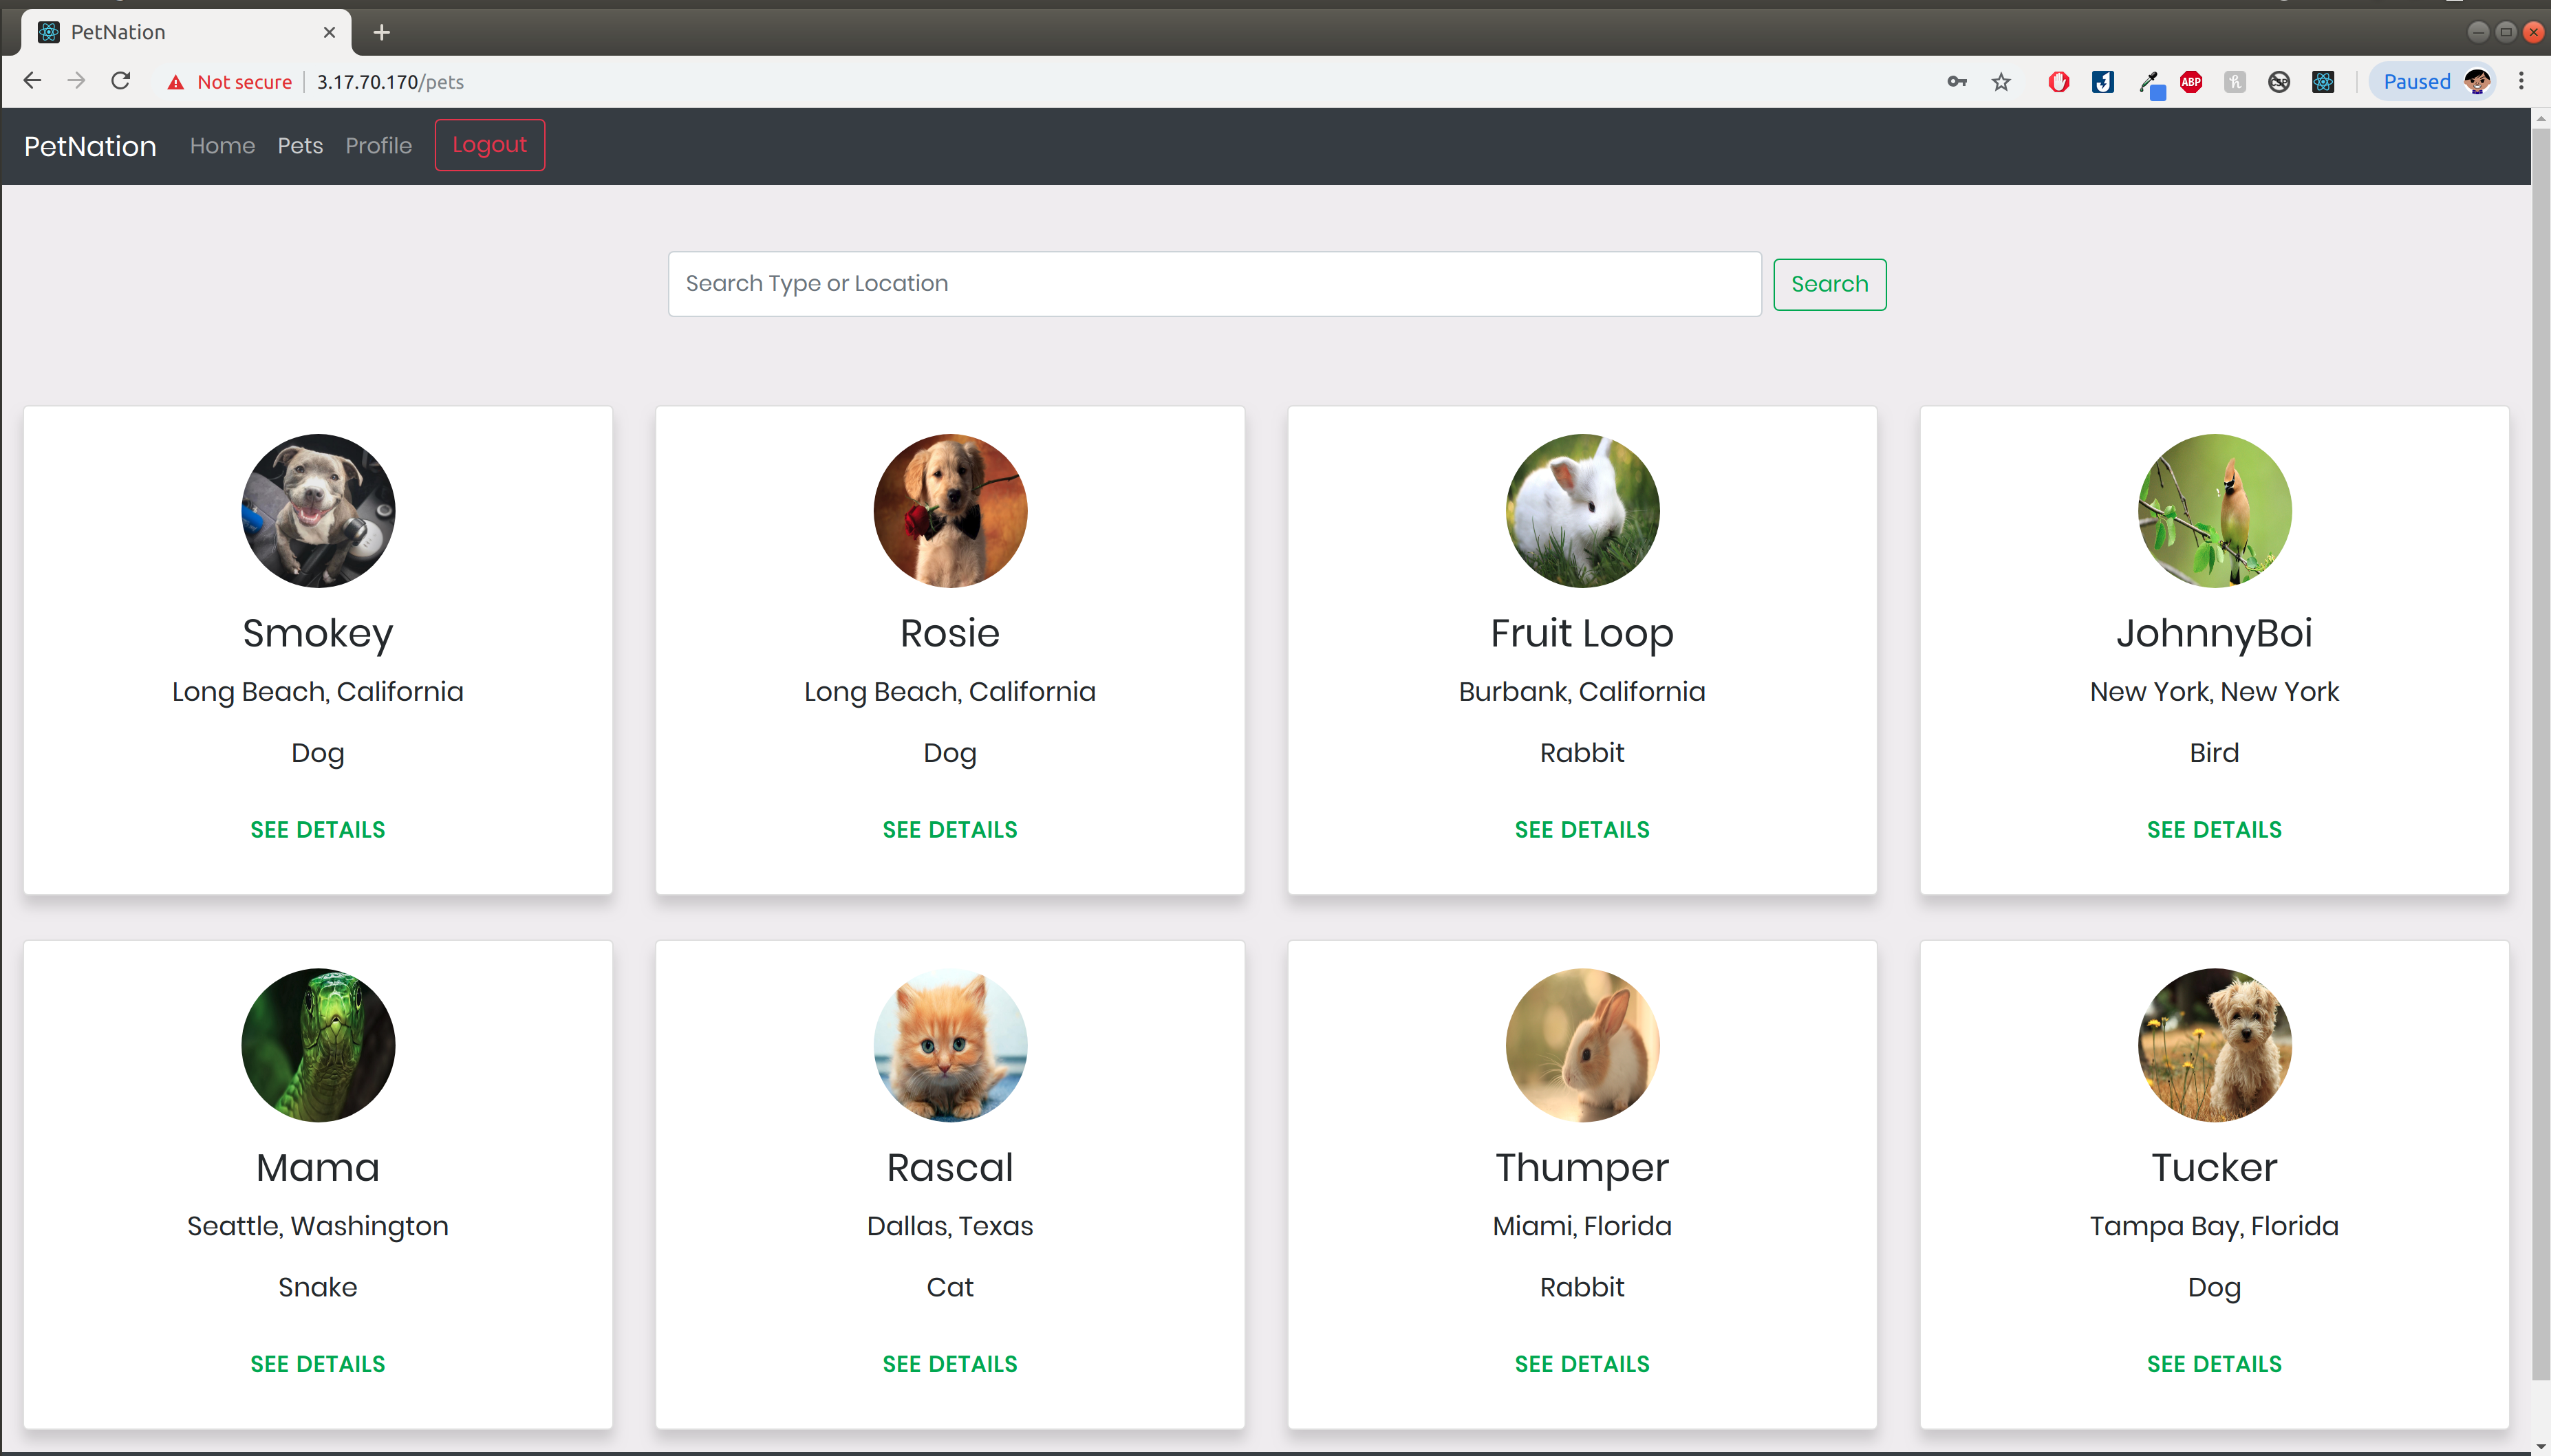 PetNation
Not secure 3.17.70.170/pets
ABP
Paused
PetNation Home Pets Profile Logout
Search Type or Location Search
Smokey Rosie Fruit Loop JohnnyBoi
Long Beach, California Long Beach, California Burbank, California New York, New York
Dog Dog Rabbit Bird
SEE DETAILS SEE DETAILS SEE DETAILS SEE DETAILS
Mama Rascal Thumper Tucker
Seattle, Washington Dallas, Texas Miami, Florida Tampa Bay, Florida
Snake Cat Rabbit Dog
SEE DETAILS SEE DETAILS SEE DETAILS SEE DETAILS